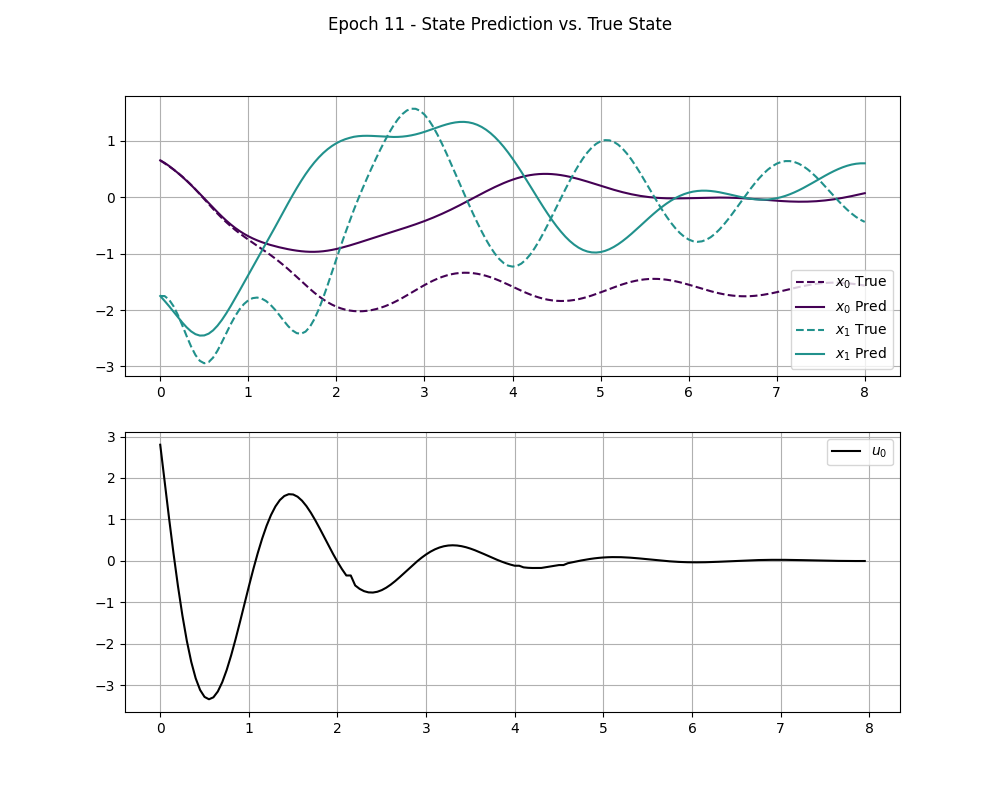 Epoch 11 - State Prediction vs. True State
1
0
−1
−2
−3
x₀ True
x₀ Pred
x₁ True
x₁ Pred
0 1 2 3 4 5 6 7 8
3
2
1
0
−1
−2
−3
u₀
0 1 2 3 4 5 6 7 8